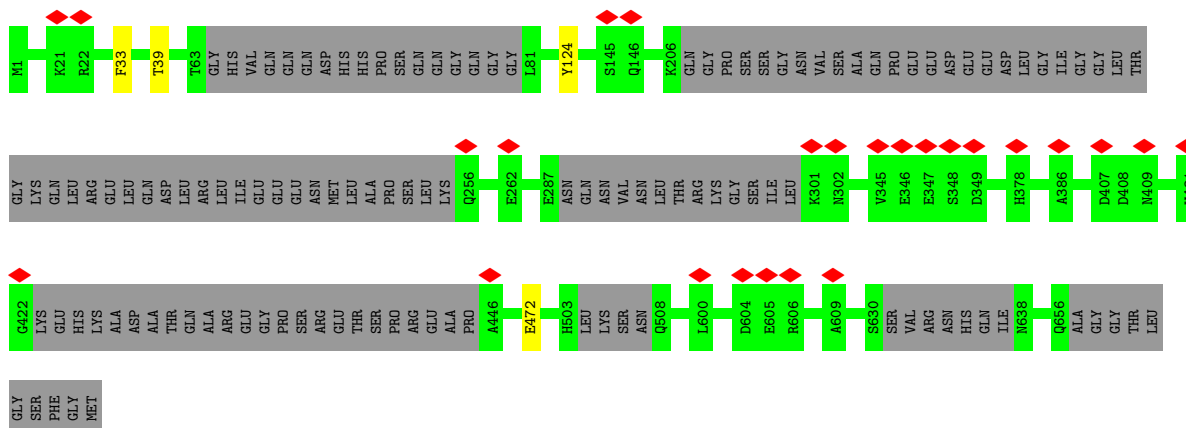 M1 K21 R22 F33 T39 T63 GLY HIS VAL GLN GLN GLN ASP HIS HIS PRO SER GLN GLN GLY GLN GLY GLY L81 Y124 S145 Q146 K206 GLN GLY PRO SER SER GLY ASN VAL SER ALA GLN PRO GLU GLU ASP GLU GLU ASP LEU GLY ILE GLY GLY LEU THR
GLY LYS GLN LEU ARG GLU LEU GLN ASP LEU ARG LEU ILE GLU GLU GLU ASN MET LEU ALA PRO SER LEU LYS Q256 E262 E287 ASN GLN ASN VAL ASN LEU THR ARG LYS GLY SER ILE LEU K301 N302 V345 E346 E347 S348 D349 H378 A386 D407 D408 N409
G422 LYS GLU HIS LYS ALA ASP ALA THR GLN ALA ARG GLU GLY PRO SER ARG GLU THR SER PRO ARG GLU ALA PRO A446 E472 H503 LEU LYS SER ASN Q508 L600 D604 E605 R606 A609 S630 SER VAL ARG ASN HIS GLN ILE N638 Q656 ALA GLY GLY THR LEU
GLY SER PHE GLY MET